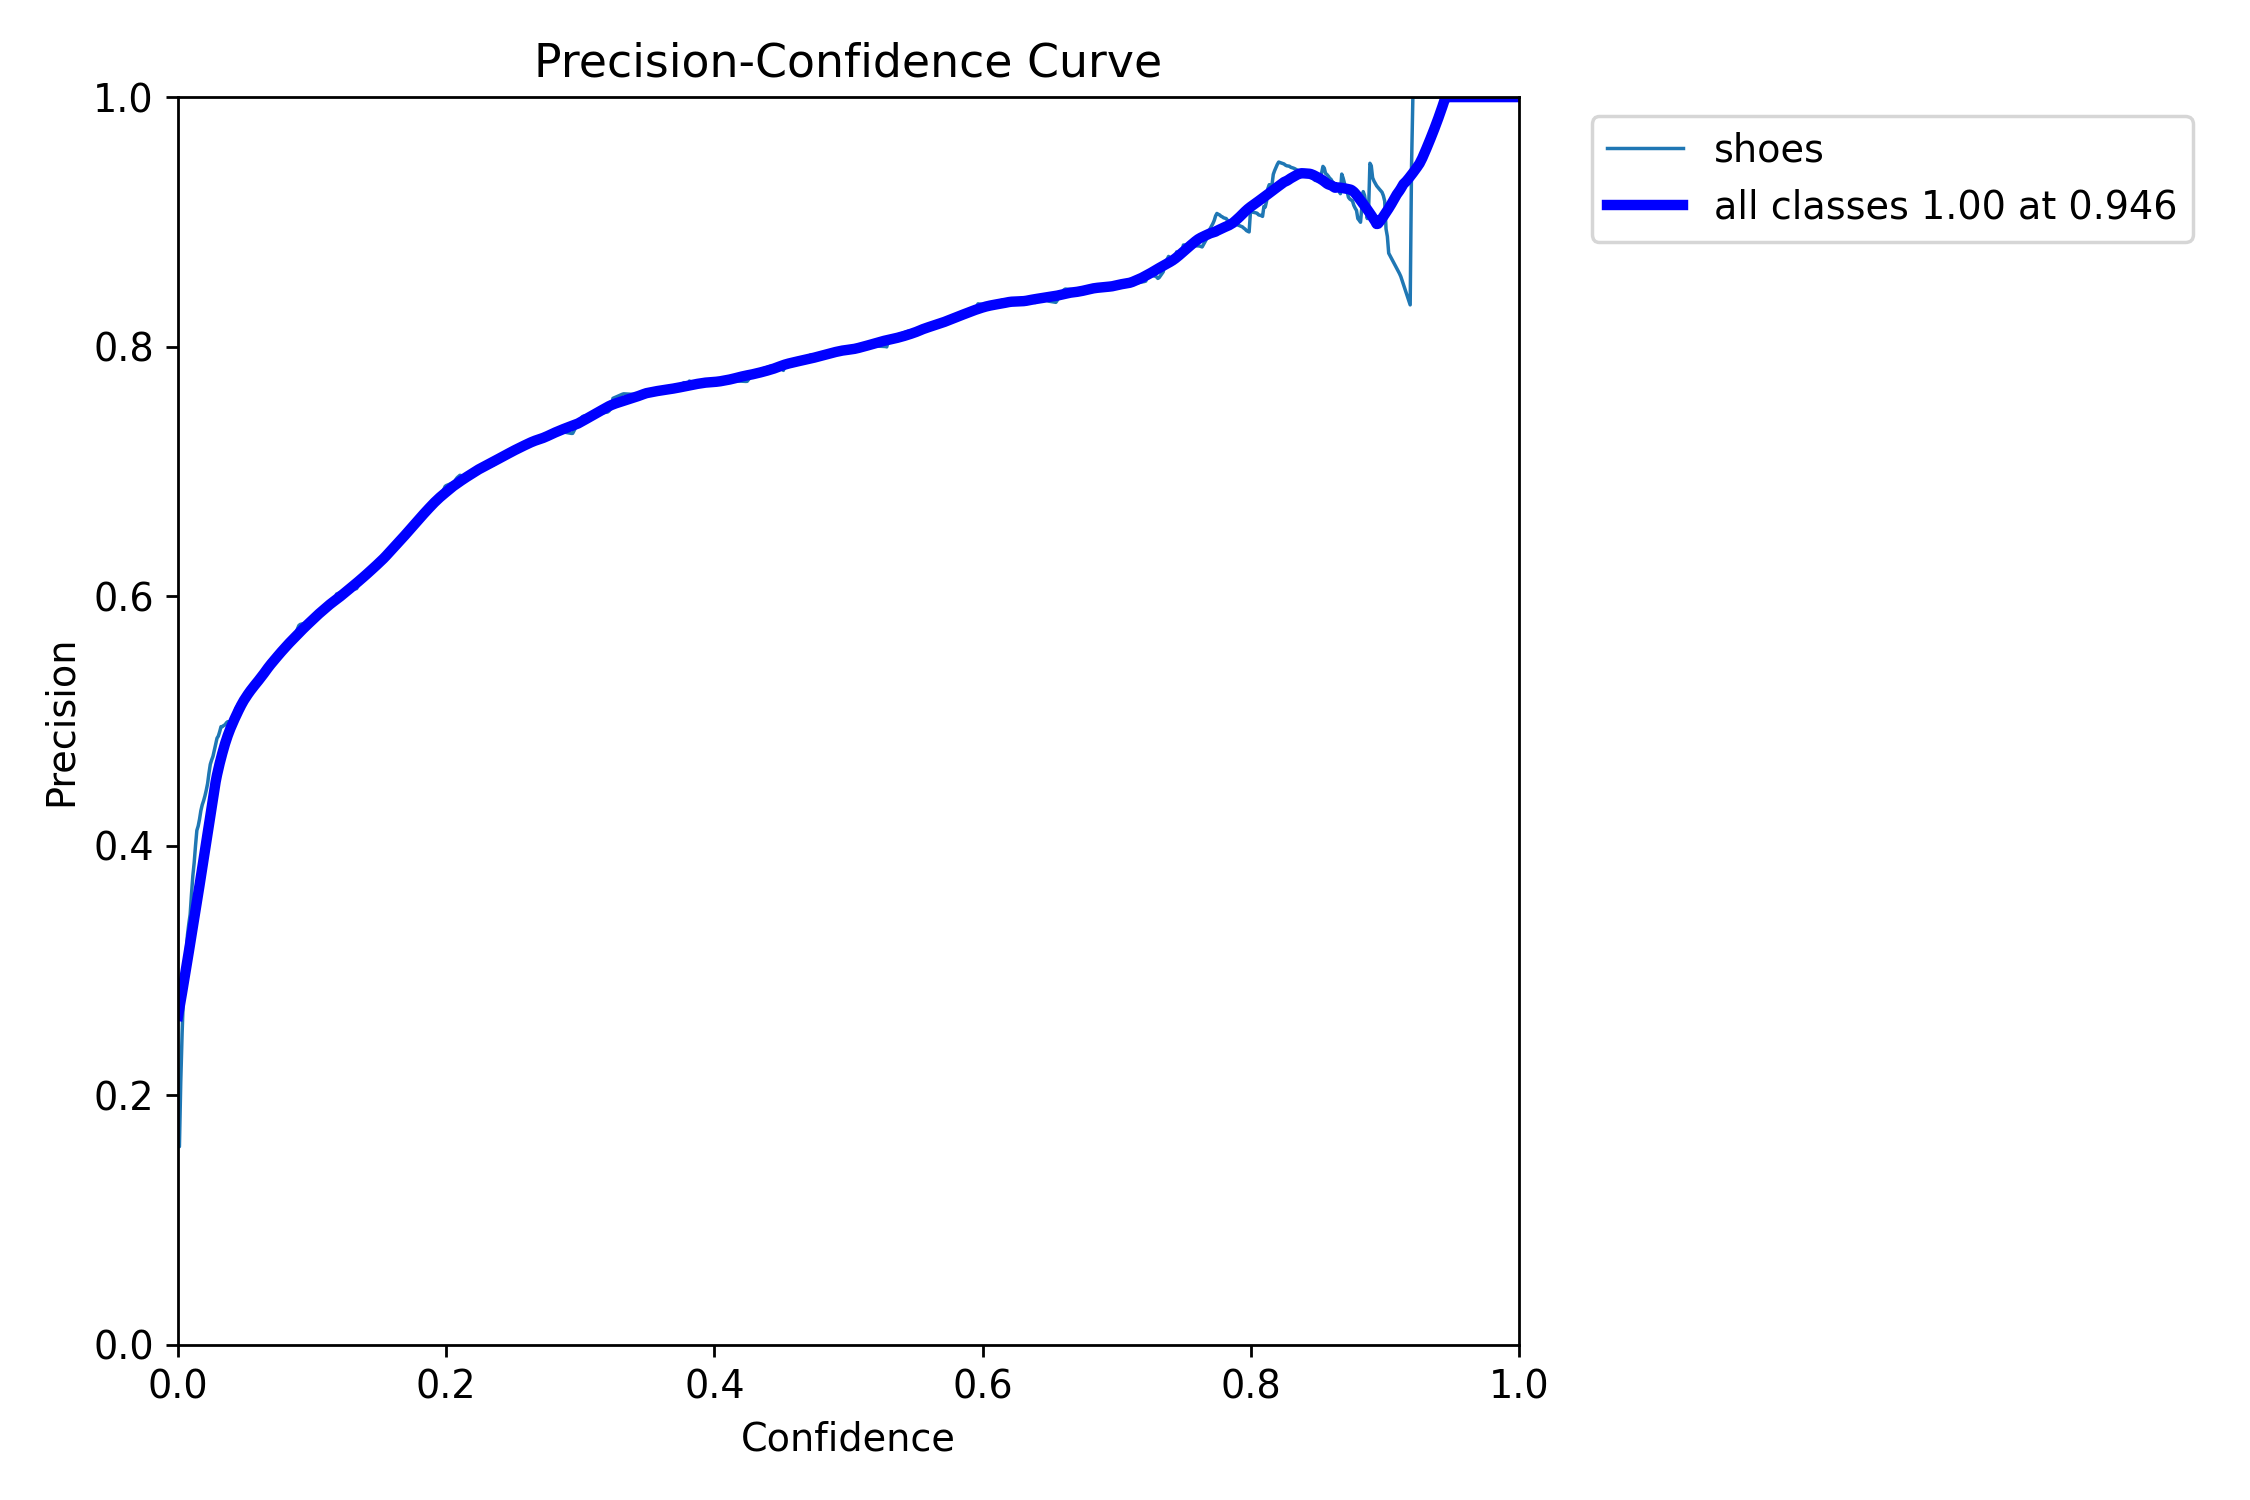 Precision-Confidence Curve
1.0
0.8
0.6
0.4
0.2
0.0
Precision
0.0 0.2 0.4 0.6 0.8 1.0
Confidence
shoes
all classes 1.00 at 0.946